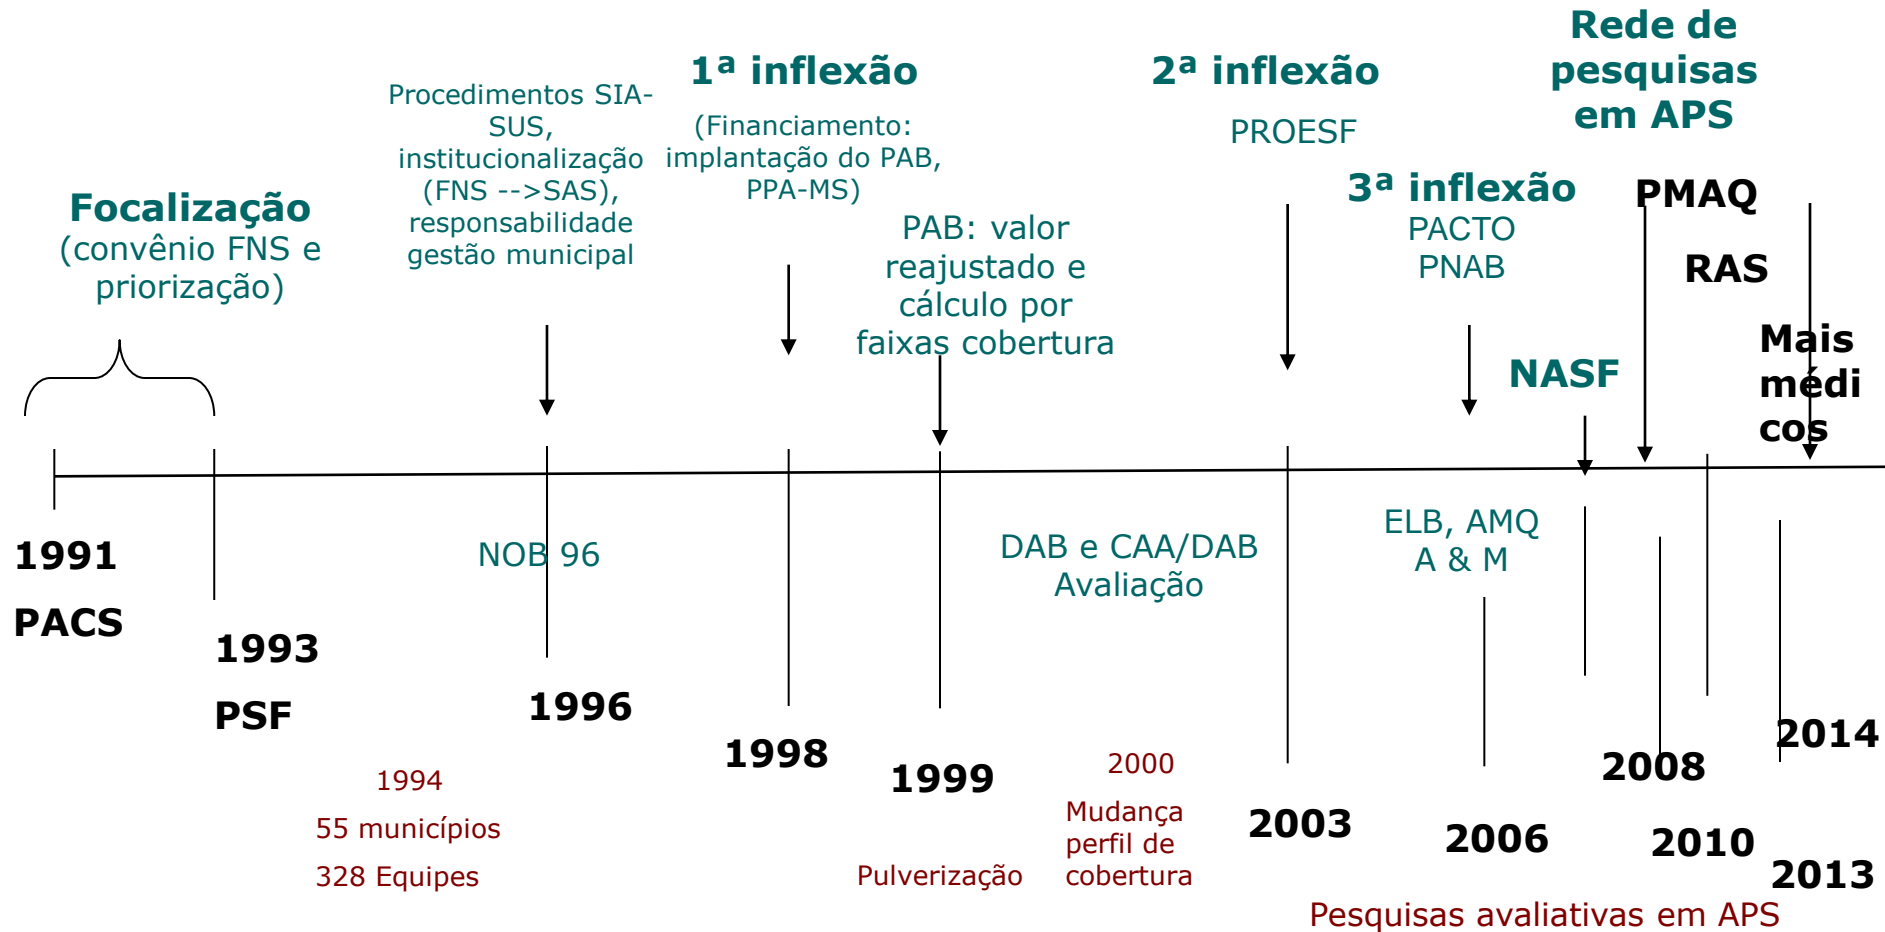 Rede de
pesquisas
em APS
1ª inflexão
(Financiamento:
implantação do PAB,
PPA-MS)
2ª inflexão
PROESF
Procedimentos SIA-
SUS,
institucionalização
(FNS -->SAS),
responsabilidade
gestão municipal
Focalização
(convênio FNS e
priorização)
PAB: valor
reajustado e
cálculo por
faixas cobertura
3ª inflexão
PACTO
PNAB
PMAQ
RAS
NASF
Mais
médi
cos
1991
PACS
1993
PSF
NOB 96
1996
1998
1999
DAB e CAA/DAB
Avaliação
ELB, AMQ
A & M
2003
2006
2008
2010
2014
2013
1994
55 municípios
328 Equipes
Pulverização
2000
Mudança
perfil de
cobertura
Pesquisas avaliativas em APS